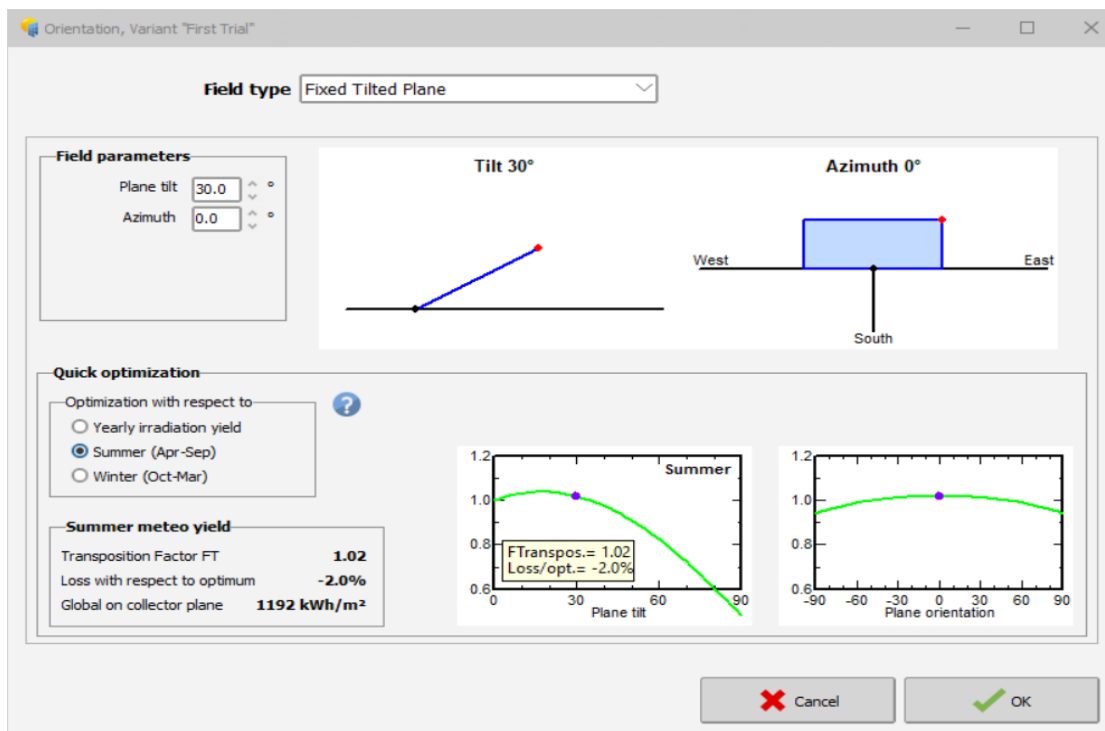 Orientation, Variant "First Trial"
Field type Fixed Tilted Plane
Field parameters
Plane tilt 30.0 °
Azimuth 0.0 °
Tilt 30°
Azimuth 0°
West
East
South
Quick optimization
Optimization with respect to
Yearly irradiation yield
Summer (Apr-Sep)
Winter (Oct-Mar)
?
Summer meteo yield
Transposition Factor FT 1.02
Loss with respect to optimum -2.0%
Global on collector plane 1192 kWh/m²
1.2
1.0
0.8
0.6
Summer
FTranspos.= 1.02
Loss/opt.= -2.0%
0 30 60 90
Plane tilt
1.2
1.0
0.8
0.6
-90 -60 -30 0 30 60 90
Plane orientation
Cancel
OK